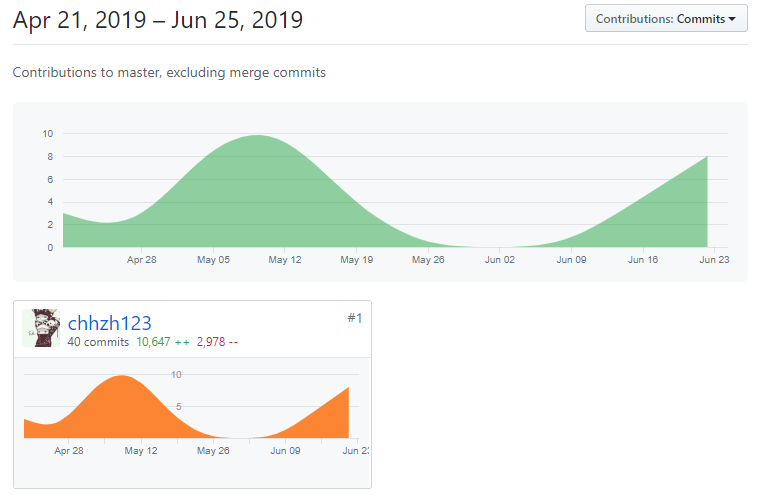 Apr 21, 2019 – Jun 25, 2019
Contributions: Commits
Contributions to master, excluding merge commits
10
8
6
4
2
0
Apr 28 May 05 May 12 May 19 May 26 Jun 02 Jun 09 Jun 16 Jun 23
chhzh123 #1
40 commits 10,647 ++ 2,978 --
10
5
Apr 28 May 12 May 26 Jun 09 Jun 23